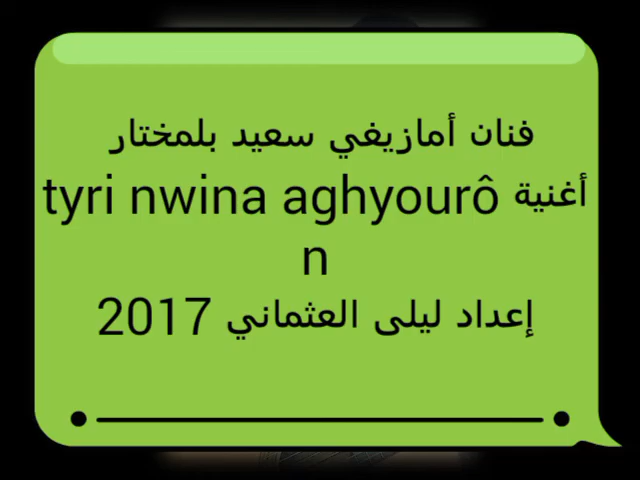 فنان أمازيغي سعيد بلمختار
أغنية tyri nwina aghyourô
n
إعداد ليلى العثماني 2017